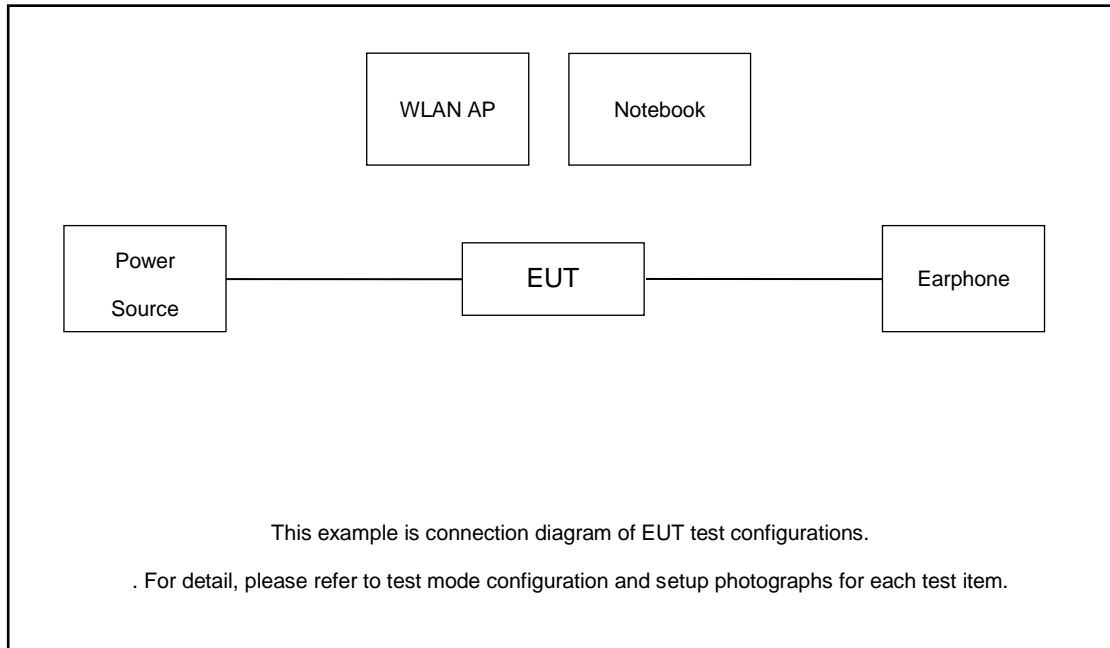 WLAN AP
Notebook
Power
Source
EUT
Earphone
This example is connection diagram of EUT test configurations.
. For detail, please refer to test mode configuration and setup photographs for each test item.